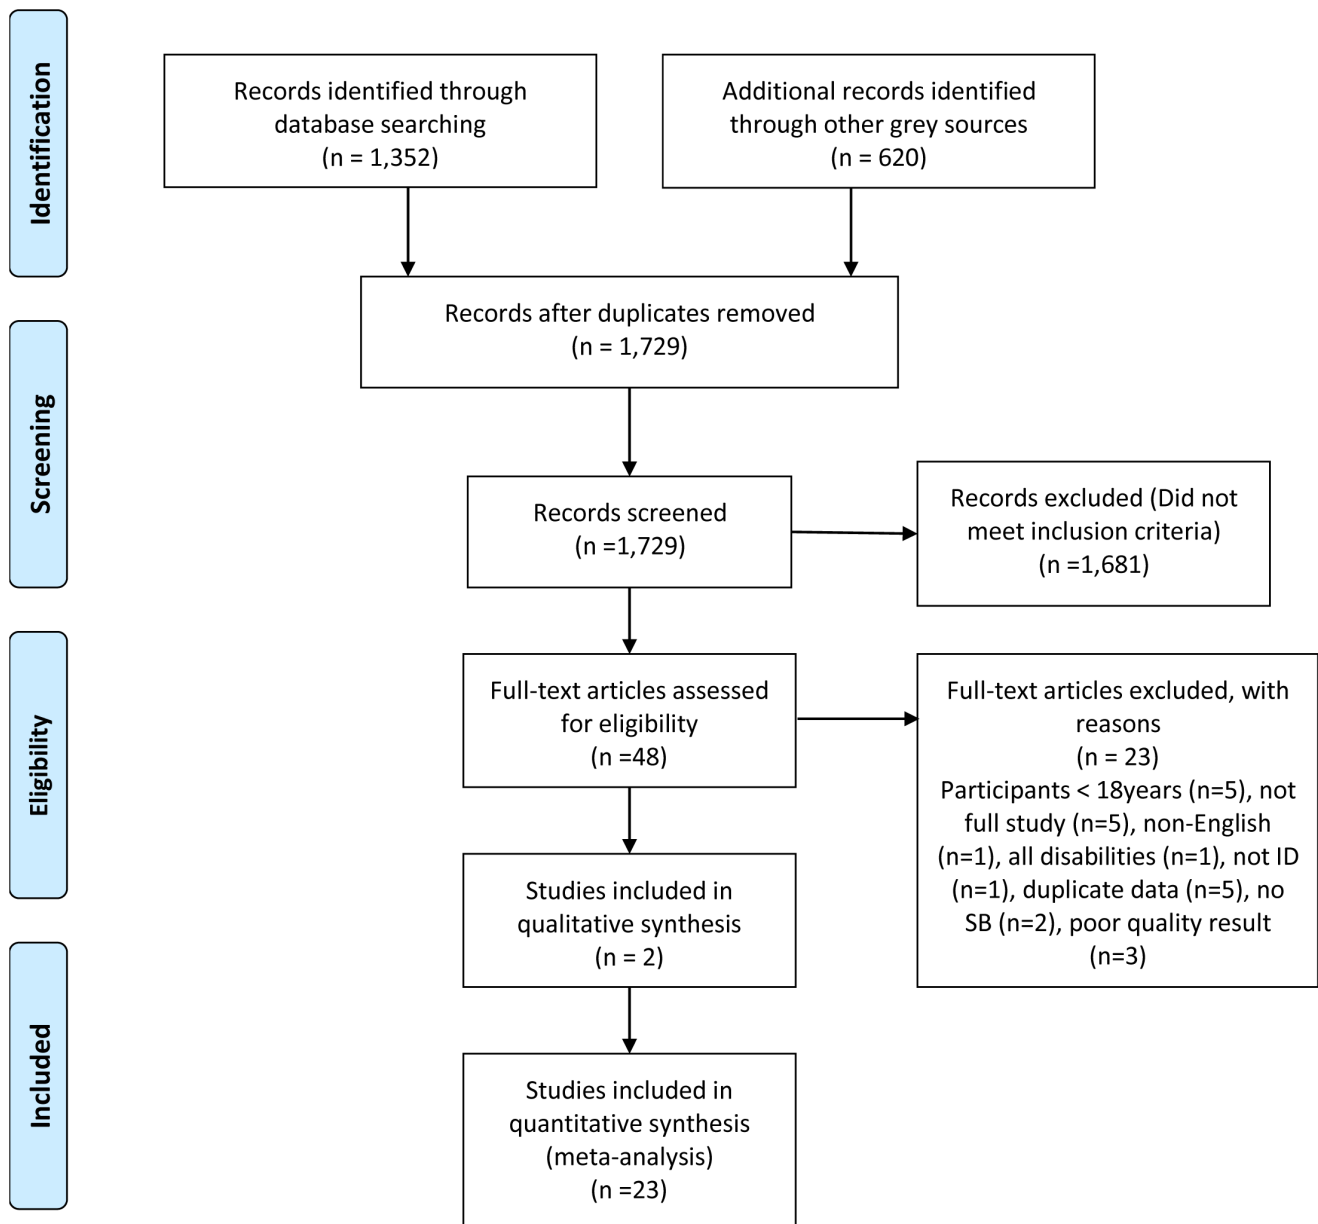 Identification
Records identified through
database searching
(n = 1,352)
Additional records identified
through other grey sources
(n = 620)
Records after duplicates removed
(n = 1,729)
Screening
Records screened
(n =1,729)
Records excluded (Did not
meet inclusion criteria)
(n =1,681)
Eligibility
Full-text articles assessed
for eligibility
(n =48)
Full-text articles excluded, with
reasons
(n = 23)
Participants < 18years (n=5), not
full study (n=5), non-English
(n=1), all disabilities (n=1), not ID
(n=1), duplicate data (n=5), no
SB (n=2), poor quality result
(n=3)
Studies included in
qualitative synthesis
(n = 2)
Included
Studies included in
quantitative synthesis
(meta-analysis)
(n =23)